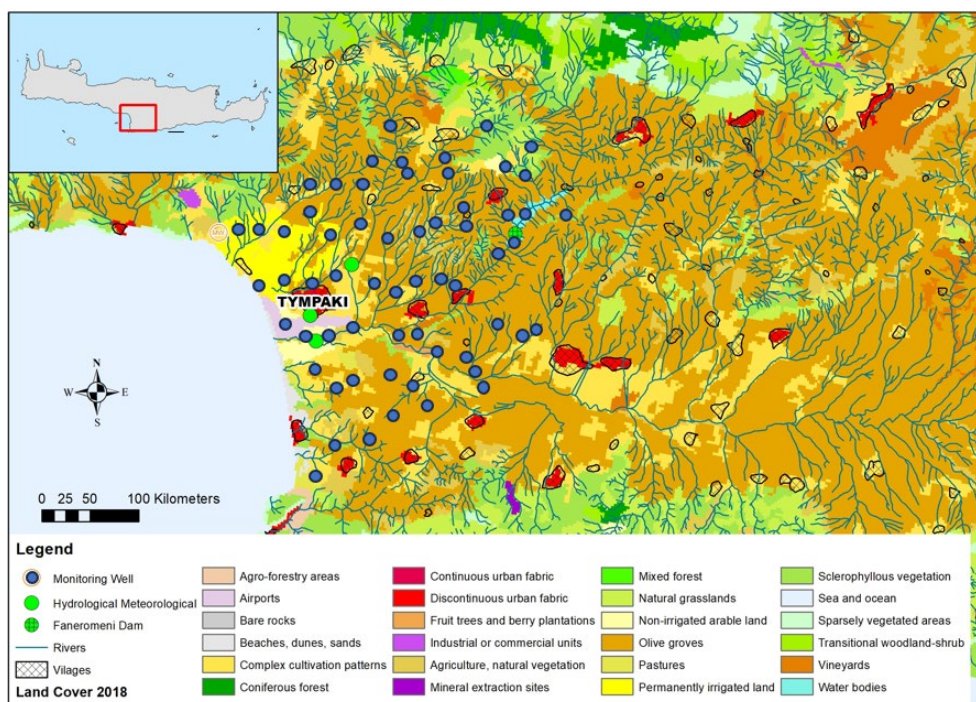 TYMPAKI
N
W E
S
0 25 50 100 Kilometers
Legend
Monitoring Well
Hydrological Meteorological
Faneromeni Dam
Rivers
Vilages
Land Cover 2018
Agro-forestry areas
Airports
Bare rocks
Beaches, dunes, sands
Complex cultivation patterns
Coniferous forest
Continuous urban fabric
Discontinuous urban fabric
Fruit trees and berry plantations
Industrial or commercial units
Agriculture, natural vegetation
Mineral extraction sites
Mixed forest
Natural grasslands
Non-irrigated arable land
Olive groves
Pastures
Permanently irrigated land
Sclerophyllous vegetation
Sea and ocean
Sparsely vegetated areas
Transitional woodland-shrub
Vineyards
Water bodies